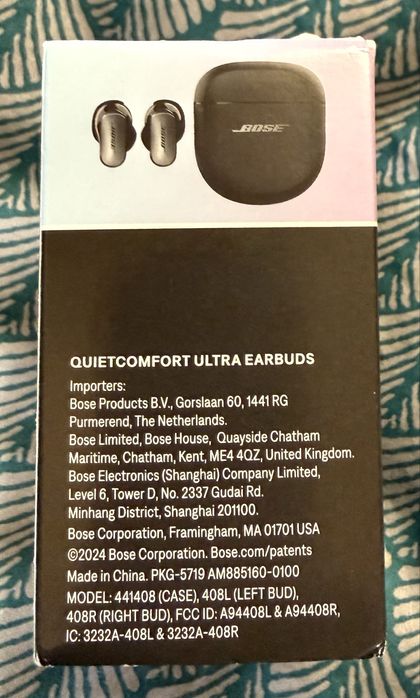 BOSE
BOSE
BOSE
QUIETCOMFORT ULTRA EARBUDS
Importers:
Bose Products B.V., Gorslaan 60, 1441 RG
Purmerend, The Netherlands.
Bose Limited, Bose House, Quayside Chatham
Maritime, Chatham, Kent, ME4 4QZ, United Kingdom.
Bose Electronics (Shanghai) Company Limited,
Level 6, Tower D, No. 2337 Gudai Rd.
Minhang District, Shanghai 201100.
Bose Corporation, Framingham, MA 01701 USA
©2024 Bose Corporation. Bose.com/patents
Made in China. PKG-5719 AM885160-0100
MODEL: 441408 (CASE), 408L (LEFT BUD),
408R (RIGHT BUD), FCC ID: A94408L & A94408R,
IC: 3232A-408L & 3232A-408R